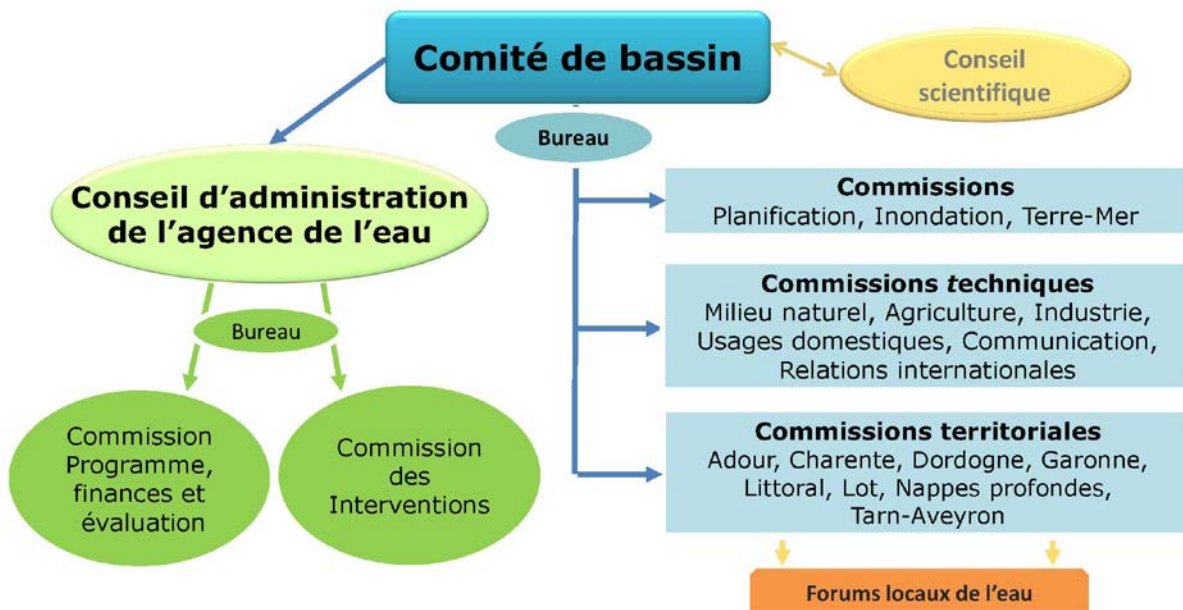 Comité de bassin
Conseil
scientifique
Bureau
Conseil d’administration
de l’agence de l’eau
Bureau
Commission
Programme,
finances et
évaluation
Commission
des
Interventions
Commissions
Planification, Inondation, Terre-Mer
Commissions techniques
Milieu naturel, Agriculture, Industrie,
Usages domestiques, Communication,
Relations internationales
Commissions territoriales
Adour, Charente, Dordogne, Garonne,
Littoral, Lot, Nappes profondes,
Tarn-Aveyron
Forums locaux de l’eau